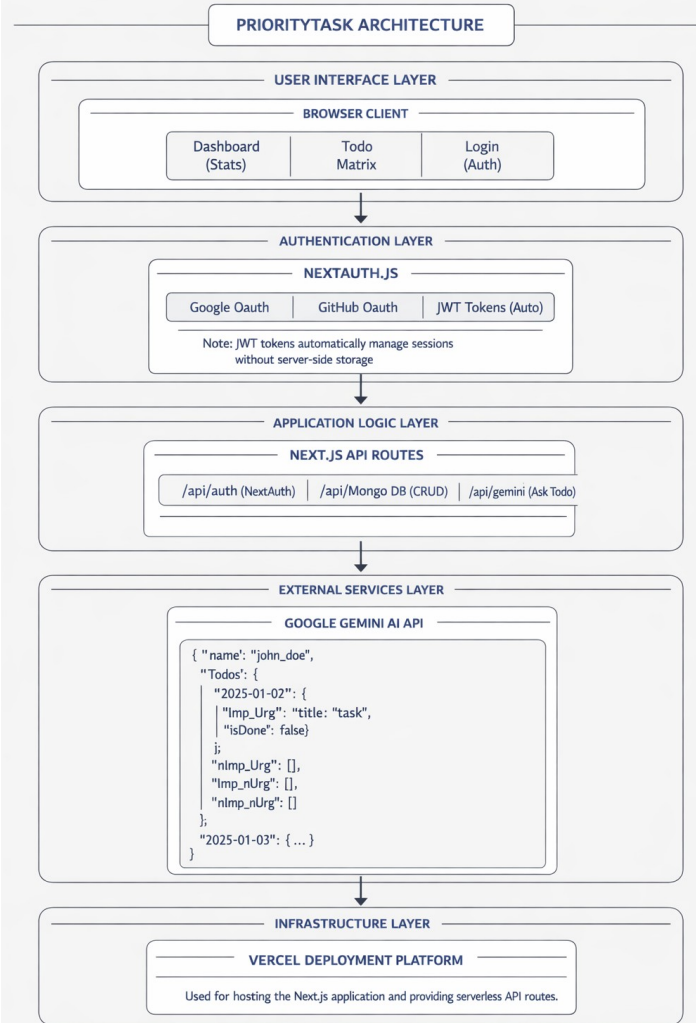 PRIORITYTASK ARCHITECTURE
USER INTERFACE LAYER
BROWSER CLIENT
Dashboard
(Stats)
Todo
Matrix
Login
(Auth)
AUTHENTICATION LAYER
NEXTAUTH.JS
Google Oauth
GitHub Oauth
JWT Tokens (Auto)
Note: JWT tokens automatically manage sessions
without server-side storage
APPLICATION LOGIC LAYER
NEXT.JS API ROUTES
/api/auth (NextAuth)
/api/Mongo DB (CRUD)
/api/gemini (Ask Todo)
EXTERNAL SERVICES LAYER
GOOGLE GEMINI AI API
{ "name': "john_doe",
"Todos': {
"2025-01-02": {
"Imp_Urg": "title: "task",
"isDone": false}
j;
"nImp_Urg": [],
"Imp_nUrg": [],
"nImp_nUrg": []
};
"2025-01-03": { ... }
}
INFRASTRUCTURE LAYER
VERCEL DEPLOYMENT PLATFORM
Used for hosting the Next.js application and providing serverless API routes.